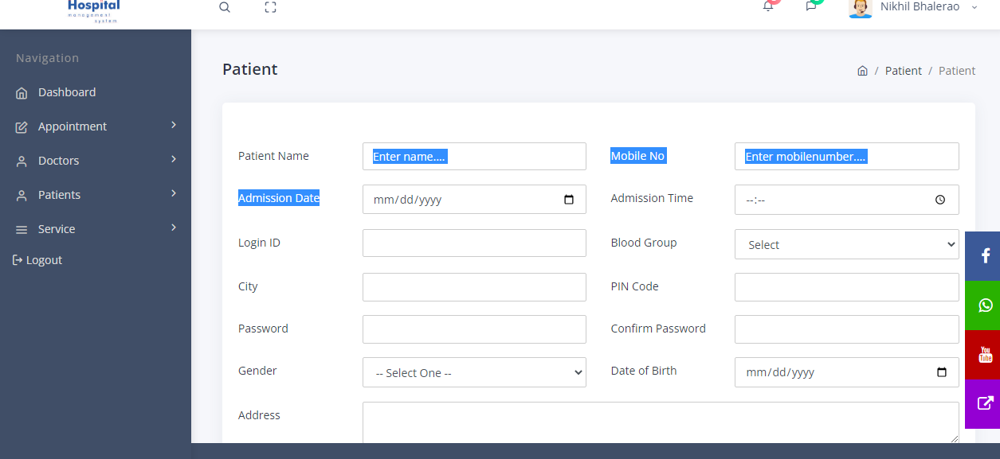 Hospital
management
system
Nikhil Bhalerao
Navigation
Dashboard
Appointment
Doctors
Patients
Service
Logout
Patient
/ Patient / Patient
Patient Name Enter name.... Mobile No Enter mobilenumber....
Admission Date mm/dd/yyyy Admission Time --:--
Login ID Blood Group Select
City PIN Code
Password Confirm Password
Gender -- Select One -- Date of Birth mm/dd/yyyy
Address
You
Tube